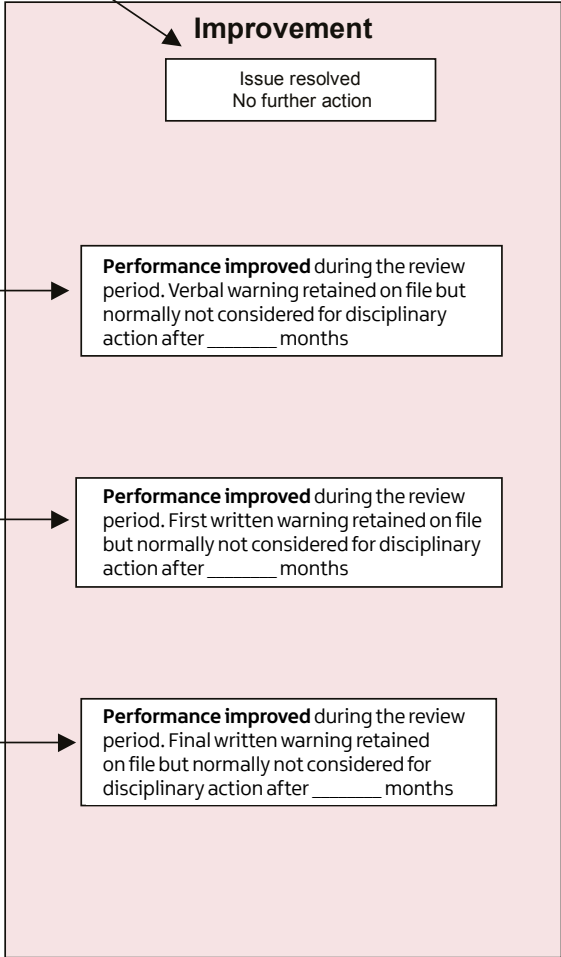 Improvement
Issue resolved
No further action
Performance improved during the review
period. Verbal warning retained on file but
normally not considered for disciplinary
action after _______ months
Performance improved during the review
period. First written warning retained on file
but normally not considered for disciplinary
action after _______ months
Performance improved during the review
period. Final written warning retained
on file but normally not considered for
disciplinary action after _______ months